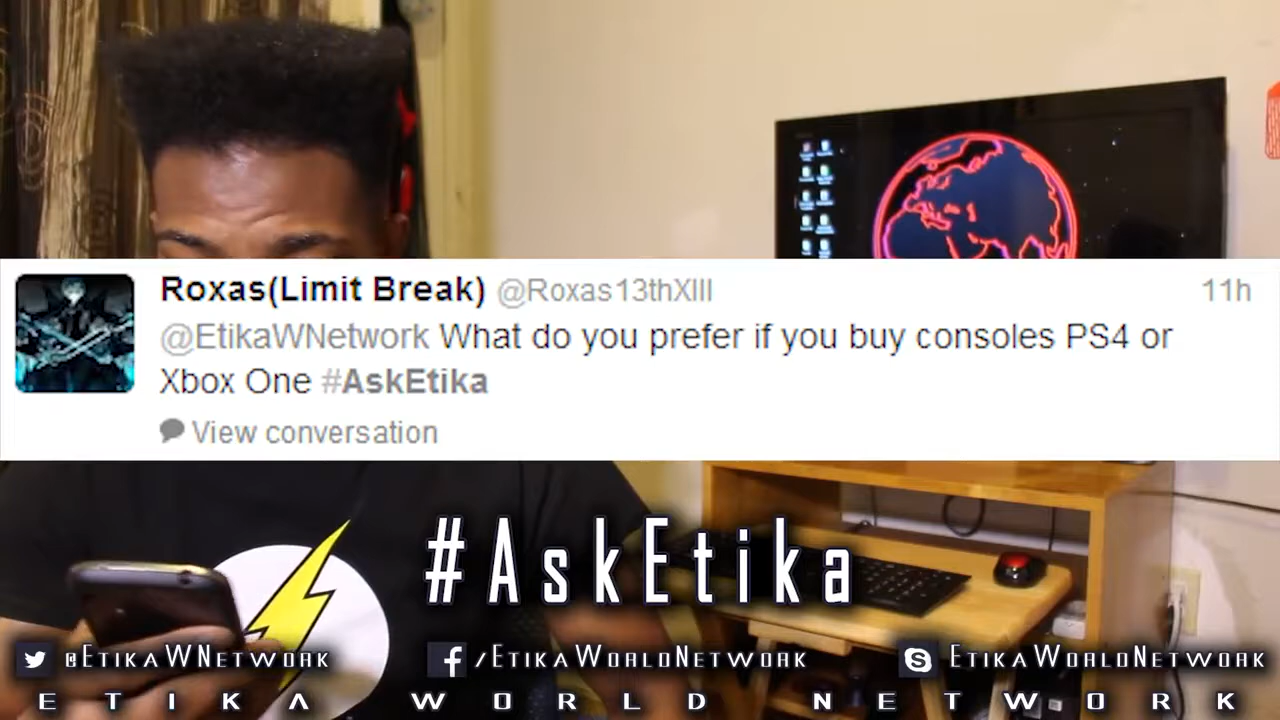 Roxas(Limit Break) @Roxas13thXIII 11h
@EtikaWNetwork What do you prefer if you buy consoles PS4 or
Xbox One #AskEtika
View conversation
#AskEtika
@EtikaWNetwork /EtikaWorldNetwork EtikaWorldNetwork
ETIKA WORLD NETWORK